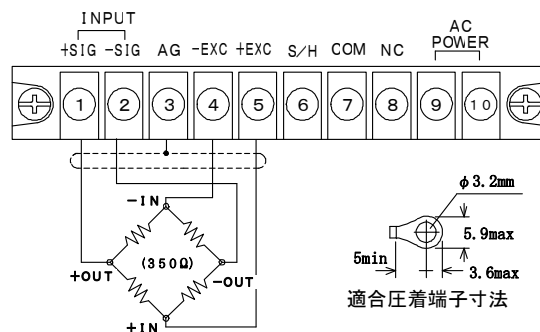 INPUT
AC
POWER
+SIG -SIG AG -EXC +EXC S/H COM NC
1 2 3 4 5 6 7 8 9 10
φ3.2mm
-IN
5.9max
(350Ω)
5min
+OUT -OUT
3.6max
適合圧着端子寸法
+IN